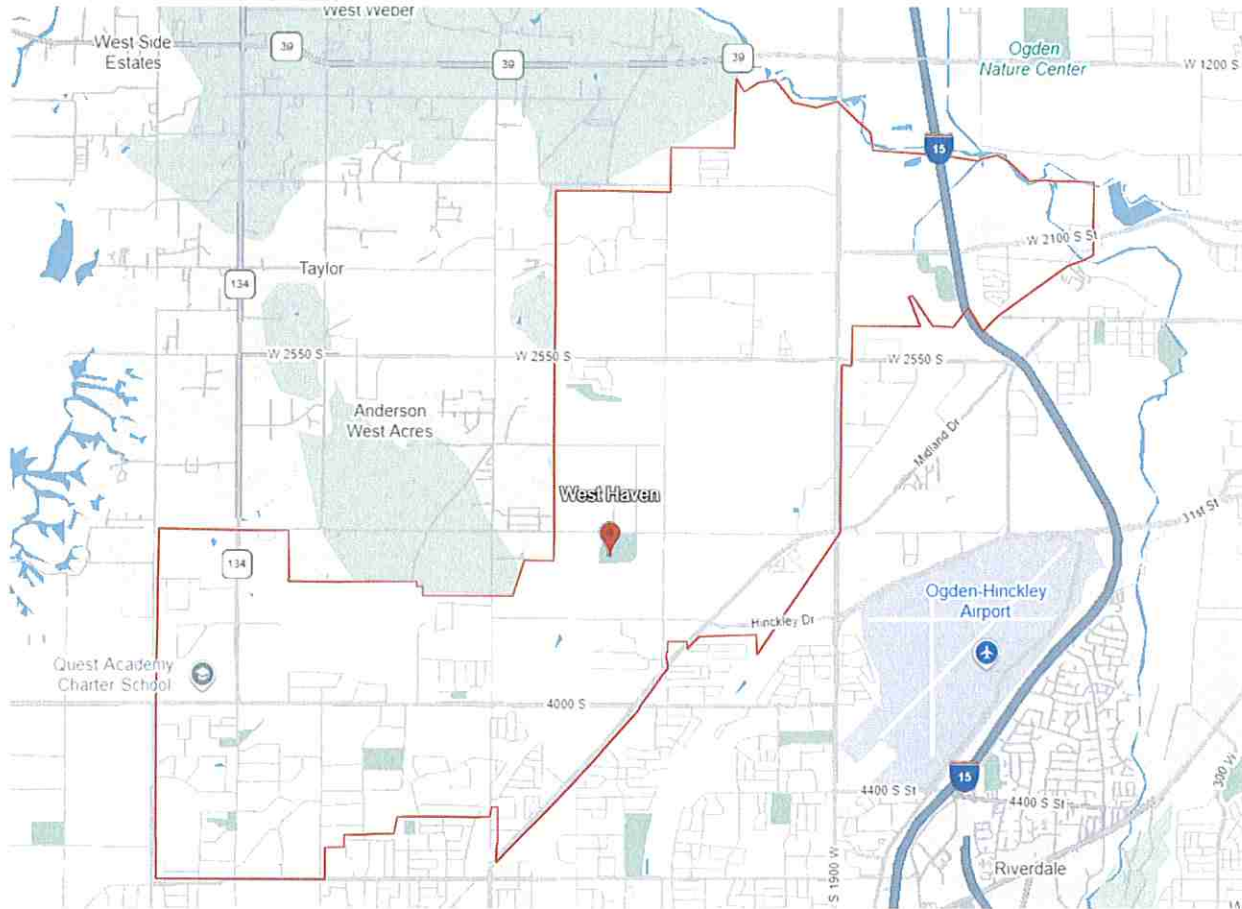 West Weber
West Side
Estates
39
39
39
Ogden
Nature Center
W 1200 S
15
W 2100 S St
Taylor
134
W 2550 S
W 2550 S
W 2550 S
Anderson
West Acres
Midland Dr
West Haven
31st St
134
Ogden-Hinckley
Airport
Hinckley Dr
Quest Academy
Charter School
4000 S
15
4400 S St
4400 S St
300 W
S 1900 W
Riverdale